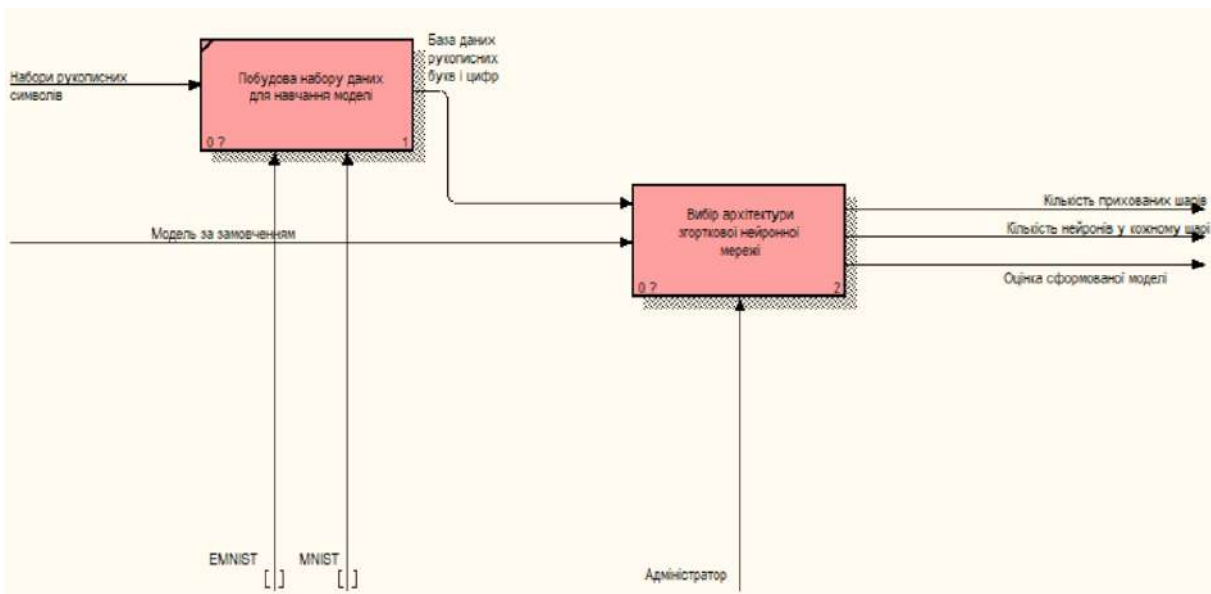 Набори рукописних
символів
Побудова набору даних
для навчання моделі
0 ?
1
База даних
рукописних
букв і цифр
Модель за замовченням
Вибір архітектури
згорткової нейронної
мережі
0 ?
2
Кількість прихованих шарів
Кількість нейронів у кожному шарі
Оцінка сформованої моделі
EMNIST
[ ]
MNIST
[ ]
Адміністратор